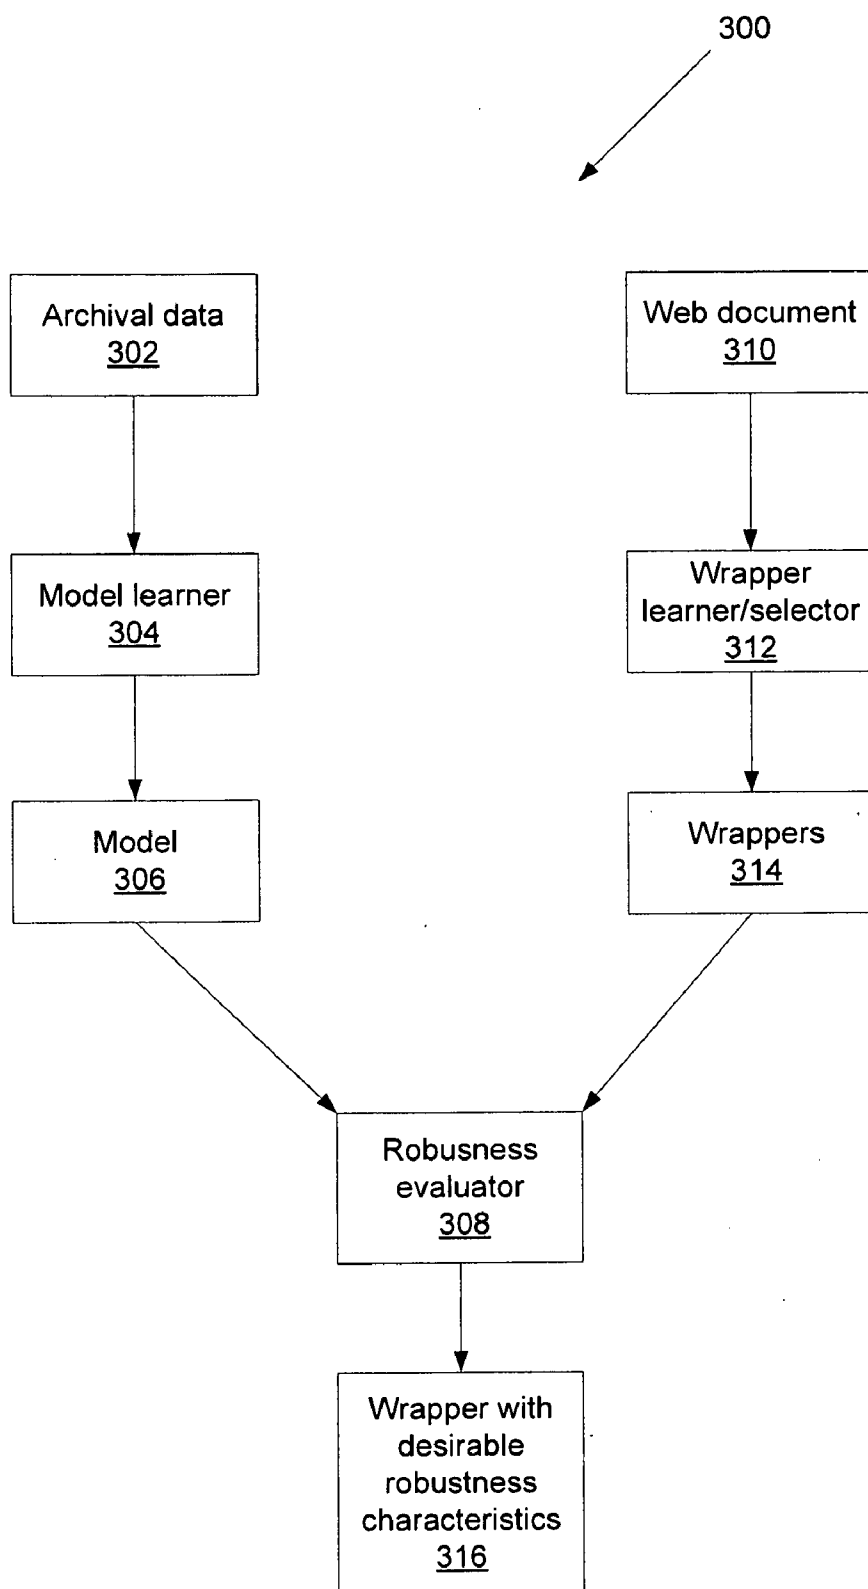 300
Archival data
302
Web document
310
Model learner
304
Wrapper
learner/selector
312
Model
306
Wrappers
314
Robusness
evaluator
308
Wrapper with
desirable
robustness
characteristics
316